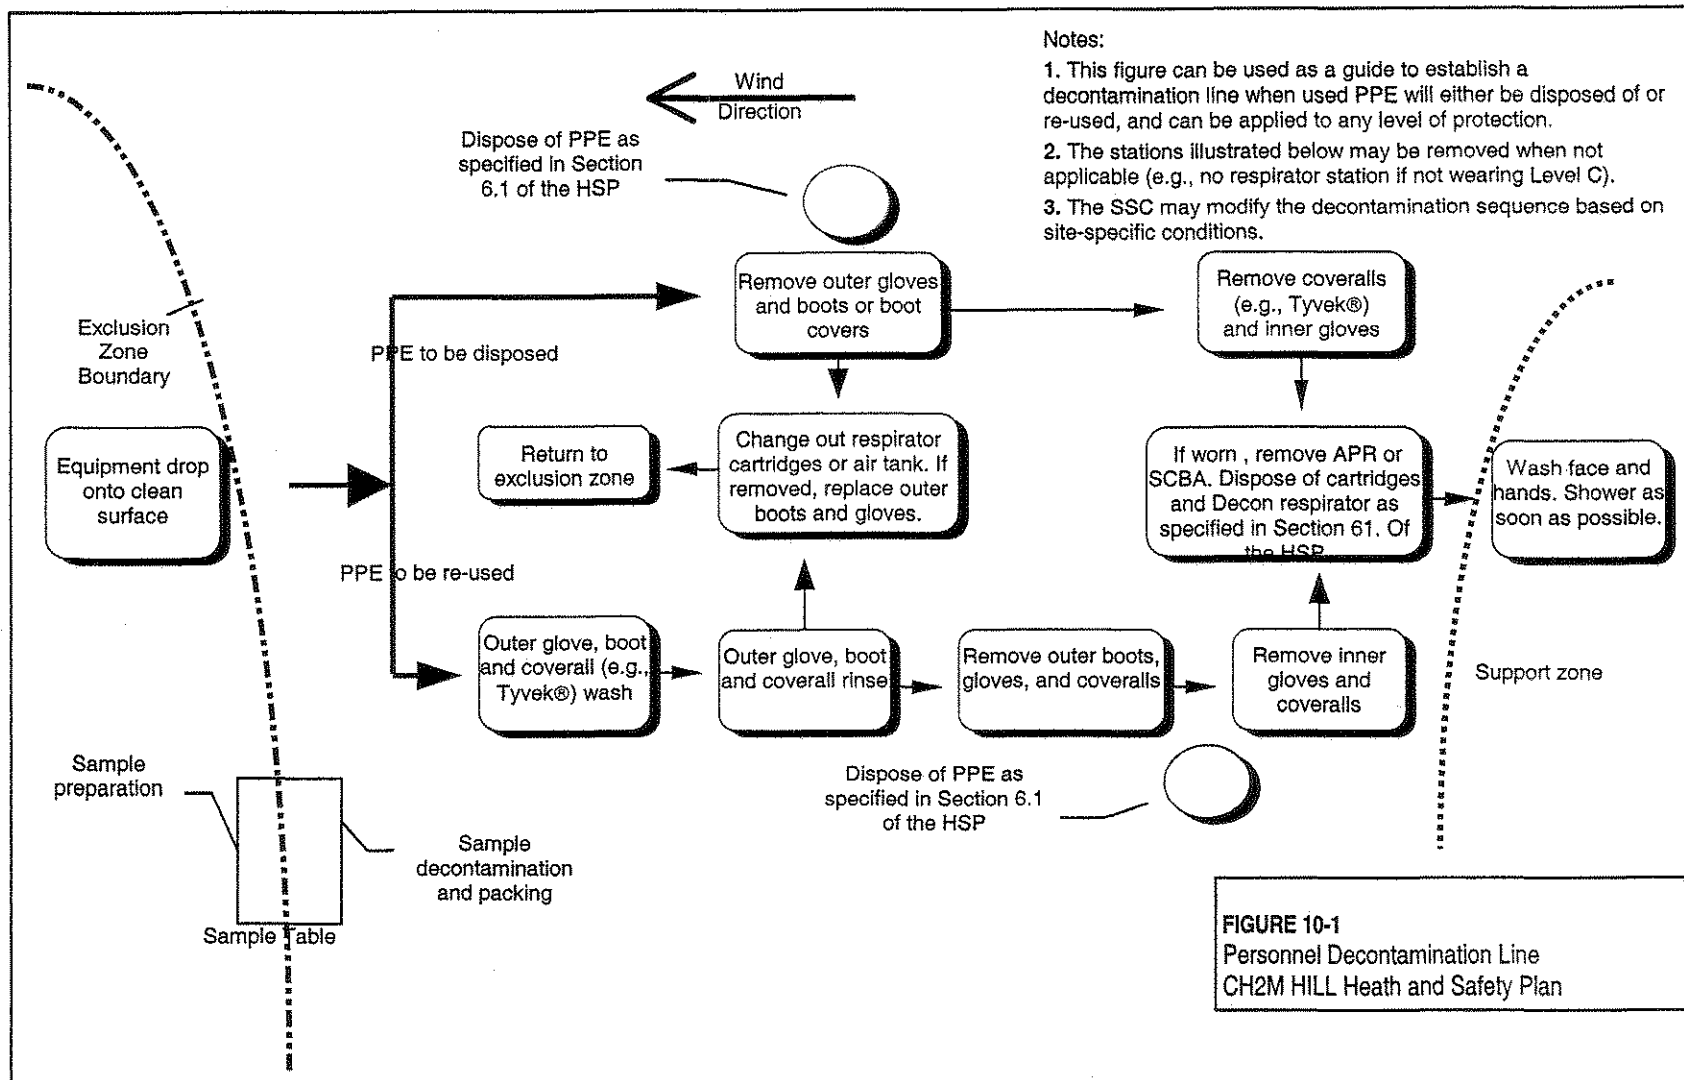 Notes:
1. This figure can be used as a guide to establish a
decontamination line when used PPE will either be disposed of or
re-used, and can be applied to any level of protection.
2. The stations illustrated below may be removed when not
applicable (e.g., no respirator station if not wearing Level C).
3. The SSC may modify the decontamination sequence based on
site-specific conditions.
Wind
Direction
Dispose of PPE as
specified in Section
6.1 of the HSP
Exclusion
Zone
Boundary
Equipment drop
onto clean
surface
PPE to be disposed
Remove outer gloves
and boots or boot
covers
Remove coveralls
(e.g., Tyvek®)
and inner gloves
Return to
exclusion zone
Change out respirator
cartridges or air tank. If
removed, replace outer
boots and gloves.
If worn , remove APR or
SCBA. Dispose of cartridges
and Decon respirator as
specified in Section 61. Of
the HSP
Wash face and
hands. Shower as
soon as possible.
PPE to be re-used
Outer glove, boot
and coverall (e.g.,
Tyvek®) wash
Outer glove, boot
and coverall rinse
Remove outer boots,
gloves, and coveralls
Remove inner
gloves and
coveralls
Support zone
Sample
preparation
Sample
decontamination
and packing
Sample Table
Dispose of PPE as
specified in Section 6.1
of the HSP
FIGURE 10-1
Personnel Decontamination Line
CH2M HILL Heath and Safety Plan